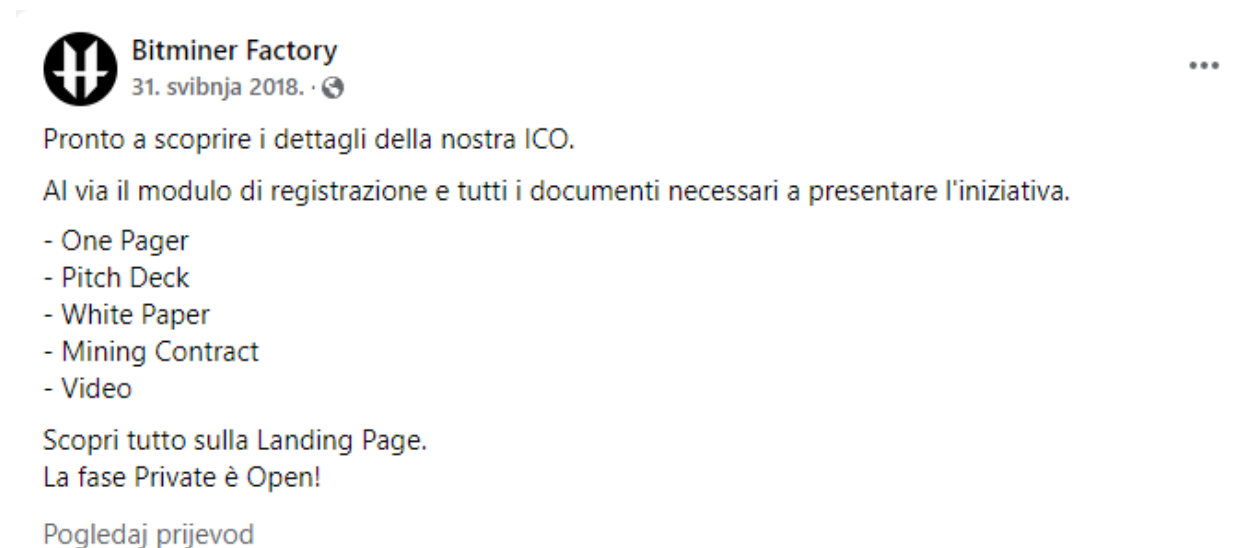 Bitminer Factory
31. svibnja 2018. ·
Pronto a scoprire i dettagli della nostra ICO.
Al via il modulo di registrazione e tutti i documenti necessari a presentare l'iniziativa.
- One Pager
- Pitch Deck
- White Paper
- Mining Contract
- Video
Scopri tutto sulla Landing Page.
La fase Private è Open!
Pogledaj prijevod